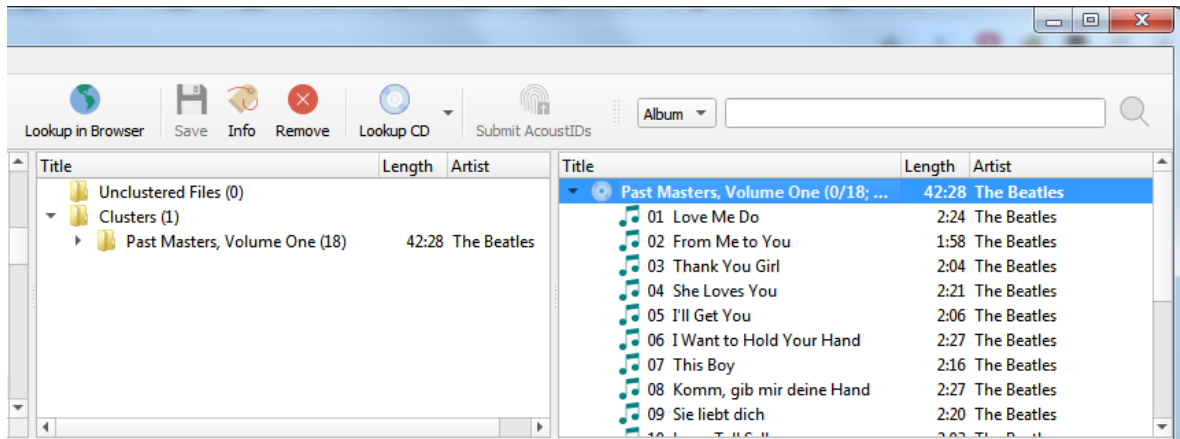 Lookup in Browser Save Info Remove Lookup CD Submit AcoustIDs Album
Title Length Artist
Unclustered Files (0)
Clusters (1)
Past Masters, Volume One (18) 42:28 The Beatles
Title Length Artist
Past Masters, Volume One (0/18; ... 42:28 The Beatles
01 Love Me Do 2:24 The Beatles
02 From Me to You 1:58 The Beatles
03 Thank You Girl 2:04 The Beatles
04 She Loves You 2:21 The Beatles
05 I'll Get You 2:06 The Beatles
06 I Want to Hold Your Hand 2:27 The Beatles
07 This Boy 2:16 The Beatles
08 Komm, gib mir deine Hand 2:27 The Beatles
09 Sie liebt dich 2:20 The Beatles